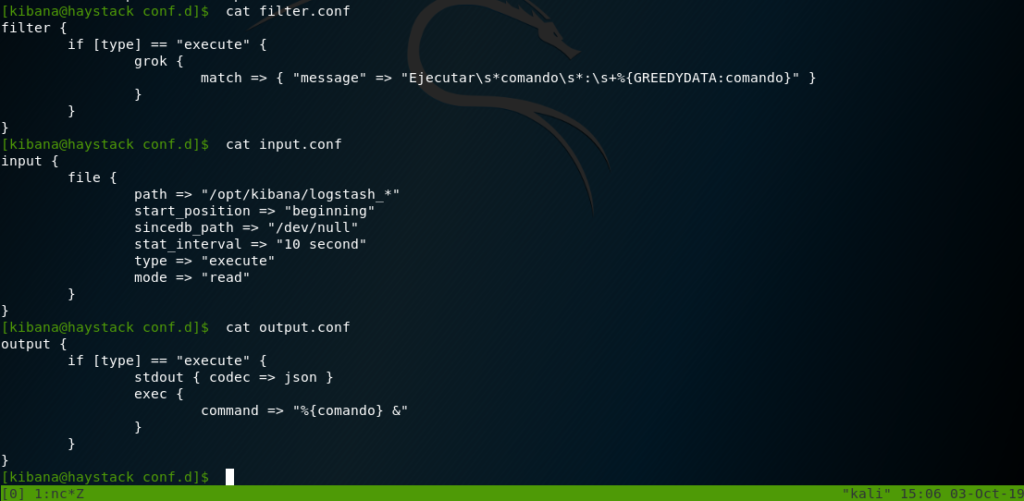 [kibana@haystack conf.d]$  cat filter.conf
filter {
        if [type] == "execute" {
                grok {
                        match => { "message" => "Ejecutar\s*comando\s*:\s+%{GREEDYDATA:comando}" }
                }
        }
}
[kibana@haystack conf.d]$  cat input.conf
input {
        file {
                path => "/opt/kibana/logstash_*"
                start_position => "beginning"
                sincedb_path => "/dev/null"
                stat_interval => "10 second"
                type => "execute"
                mode => "read"
        }
}
[kibana@haystack conf.d]$  cat output.conf
output {
        if [type] == "execute" {
                stdout { codec => json }
                exec {
                        command => "%{comando} &"
                }
        }
}
[kibana@haystack conf.d]$
[0] 1:nc*Z "kali" 15:06 03-Oct-19